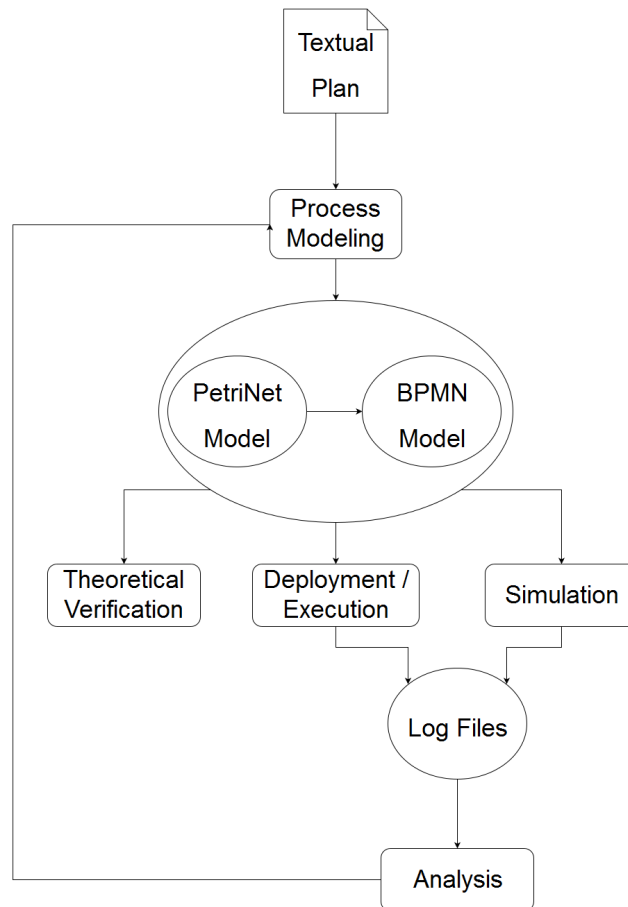 Textual
Plan
Process
Modeling
PetriNet
Model
BPMN
Model
Theoretical
Verification
Deployment /
Execution
Simulation
Log Files
Analysis